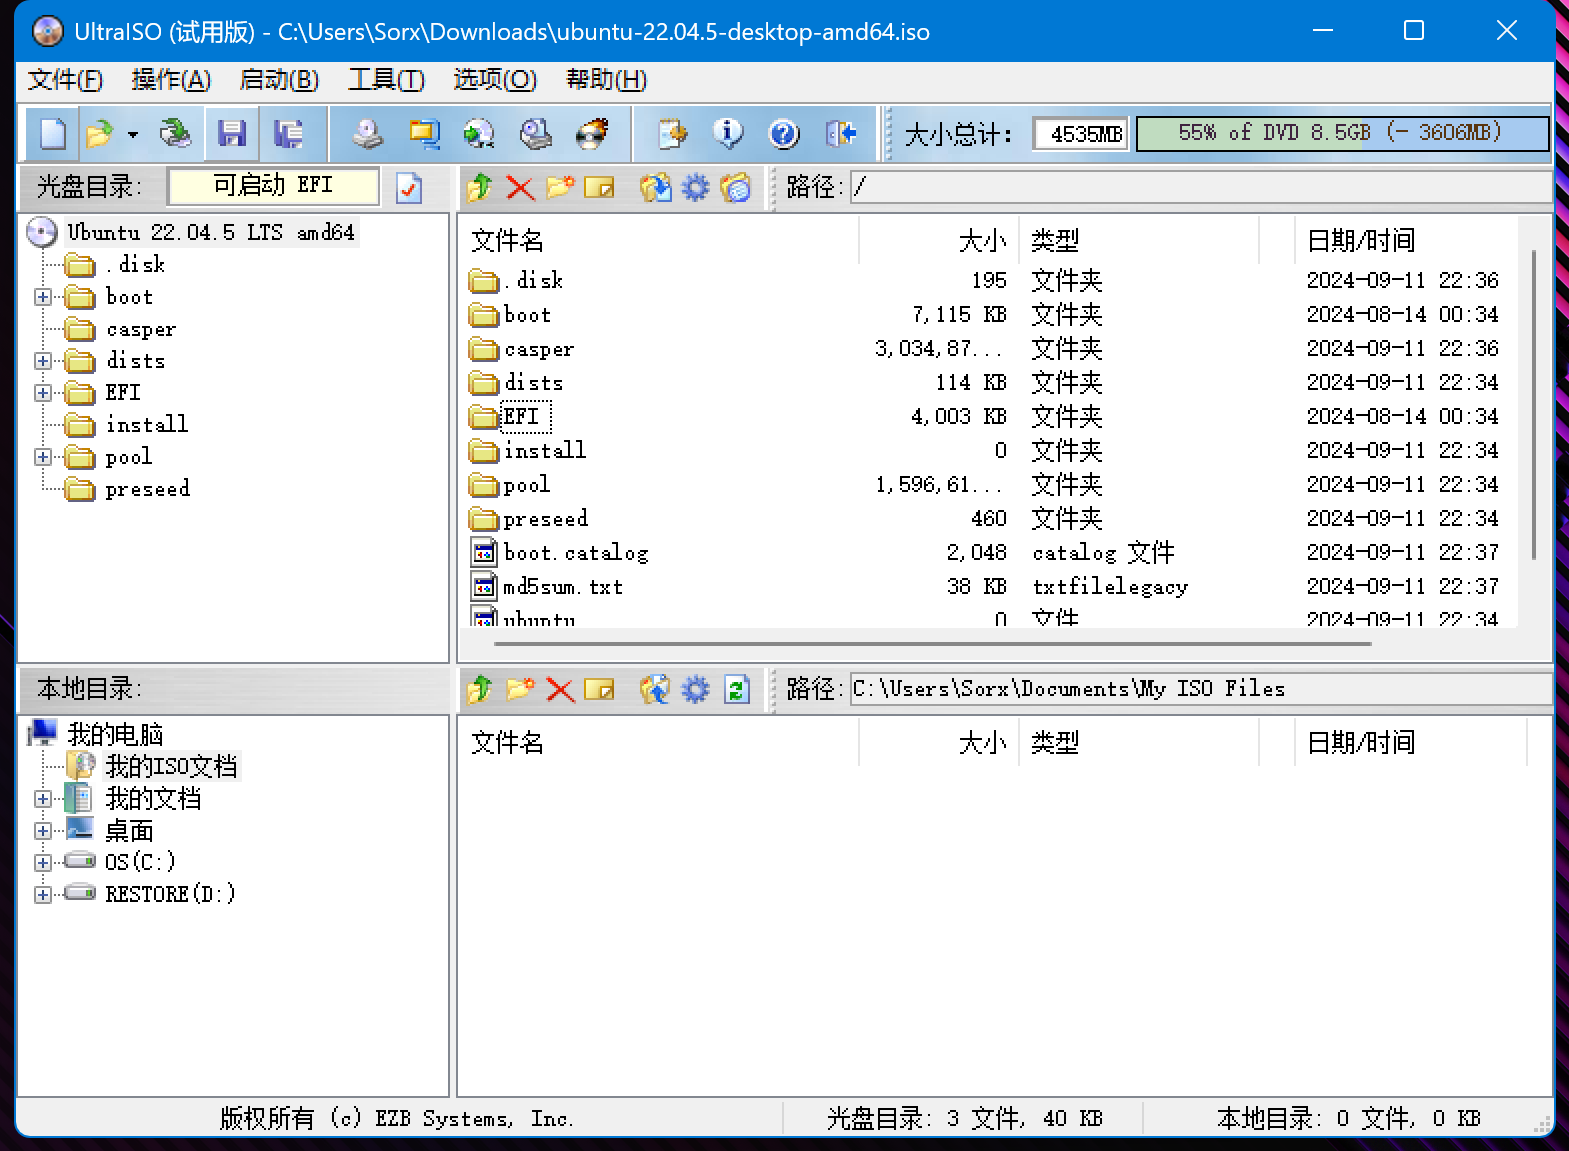 UltraISO (试用版) - C:\Users\Sorx\Downloads\ubuntu-22.04.5-desktop-amd64.iso
文件(F) 操作(A) 启动(B) 工具(T) 选项(O) 帮助(H)
大小总计: 4535MB 55% of DVD 8.5GB (- 3606MB)
光盘目录: 可启动 EFI
路径: /
Ubuntu 22.04.5 LTS amd64
.disk
boot
casper
dists
EFI
install
pool
preseed
文件名 大小 类型 日期/时间
.disk 195 文件夹 2024-09-11 22:36
boot 7,115 KB 文件夹 2024-08-14 00:34
casper 3,034,87... 文件夹 2024-09-11 22:36
dists 114 KB 文件夹 2024-09-11 22:34
EFI 4,003 KB 文件夹 2024-08-14 00:34
install 0 文件夹 2024-09-11 22:34
pool 1,596,61... 文件夹 2024-09-11 22:34
preseed 460 文件夹 2024-09-11 22:34
boot.catalog 2,048 catalog 文件 2024-09-11 22:37
md5sum.txt 38 KB txtfilelegacy 2024-09-11 22:37
ubuntu 0 文件 2024-09-11 22:34
本地目录:
路径: C:\Users\Sorx\Documents\My ISO Files
我的电脑
我的ISO文档
我的文档
桌面
OS(C:)
RESTORE(D:)
文件名 大小 类型 日期/时间
版权所有 (c) EZB Systems, Inc.
光盘目录: 3 文件, 40 KB
本地目录: 0 文件, 0 KB